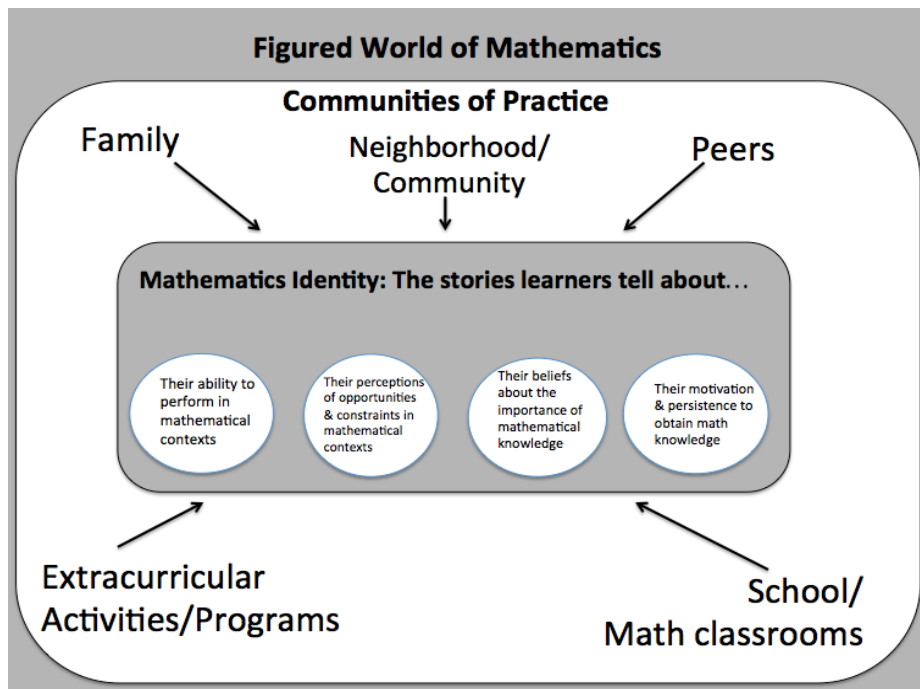 Figured World of Mathematics
Communities of Practice
Family
Neighborhood/
Community
Peers
Mathematics Identity: The stories learners tell about…
Their ability to
perform in
mathematical
contexts
Their perceptions
of opportunities
& constraints in
mathematical
contexts
Their beliefs
about the
importance of
mathematical
knowledge
Their motivation
& persistence to
obtain math
knowledge
Extracurricular
Activities/Programs
School/
Math classrooms